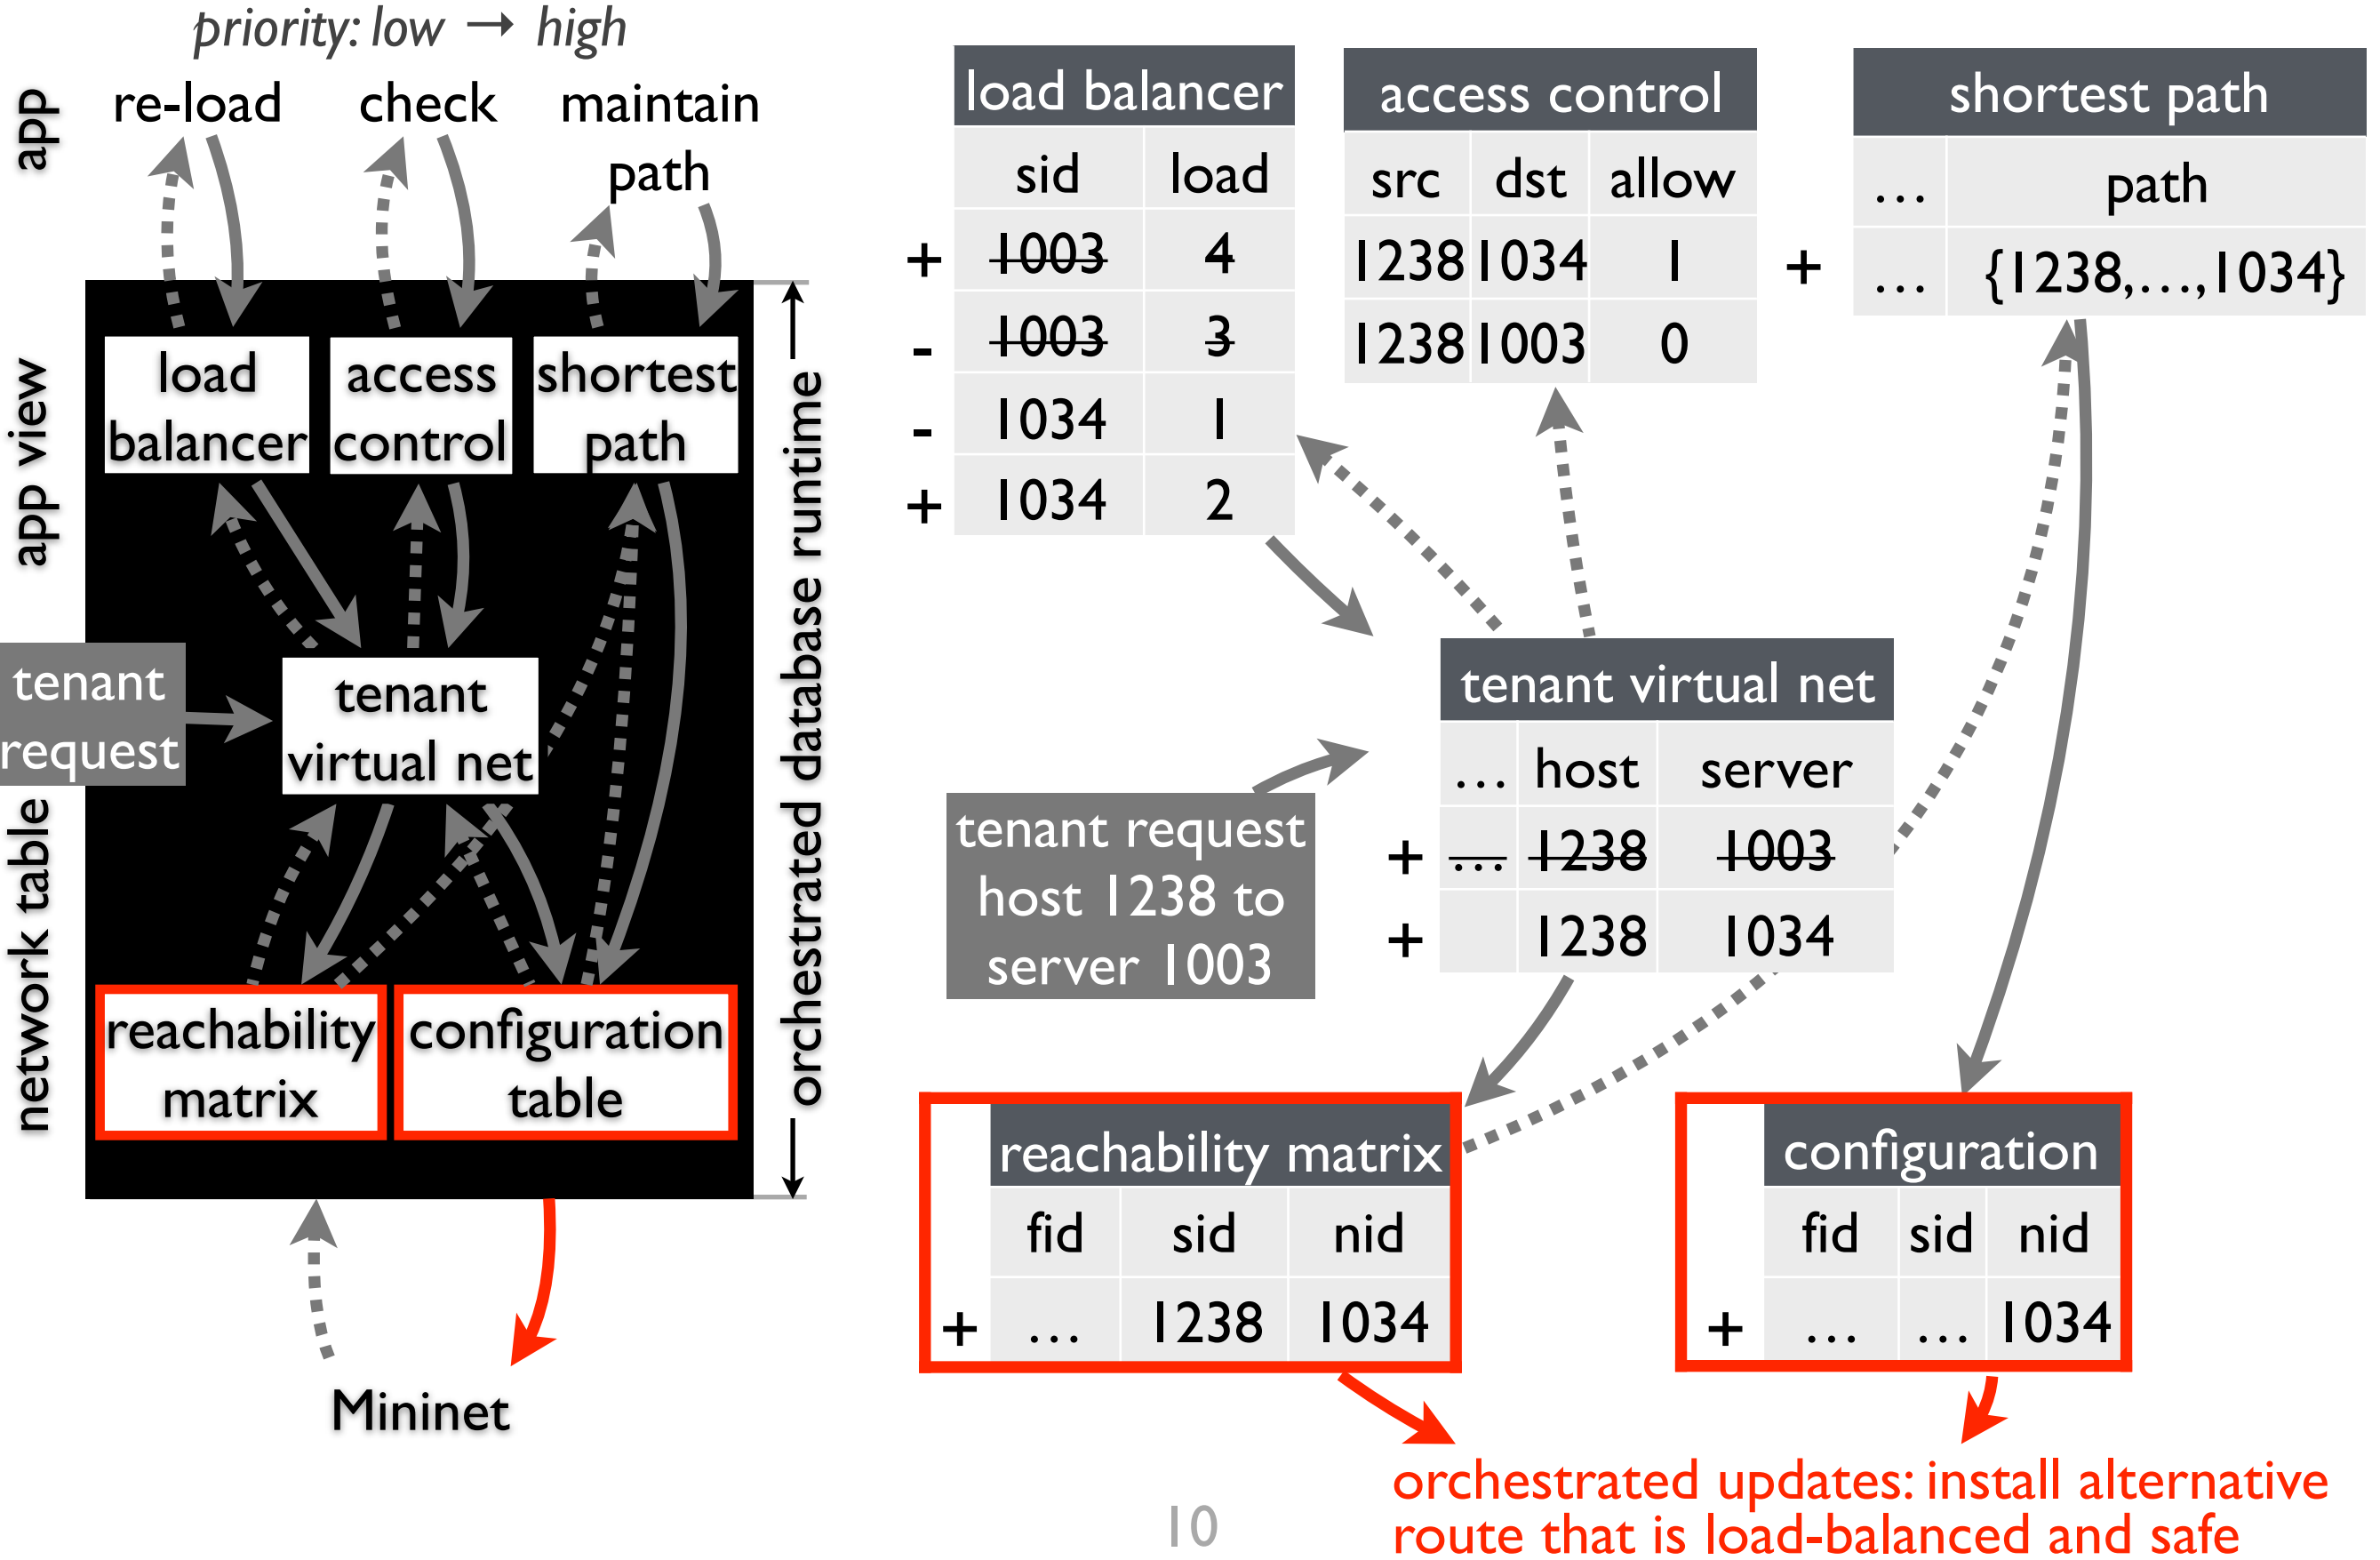 priority: low → high
app
re-load
check
maintain
path
app view
load
balancer
access
control
shortest
path
tenant
request
tenant
virtual net
network table
reachability
matrix
configuration
table
orchestrated database runtime
Mininet
load balancer
sid load
+ 1003 4
- 1003 3
- 1034 1
+ 1034 2
access control
src dst allow
1238 1034 1
1238 1003 0
shortest path
... path
+ ... {1238,...,1034}
tenant virtual net
... host server
+ ... 1238 1003
+ 1238 1034
tenant request
host 1238 to
server 1003
reachability matrix
fid sid nid
+ ... 1238 1034
configuration
fid sid nid
+ ... ... 1034
orchestrated updates: install alternative
route that is load-balanced and safe
10